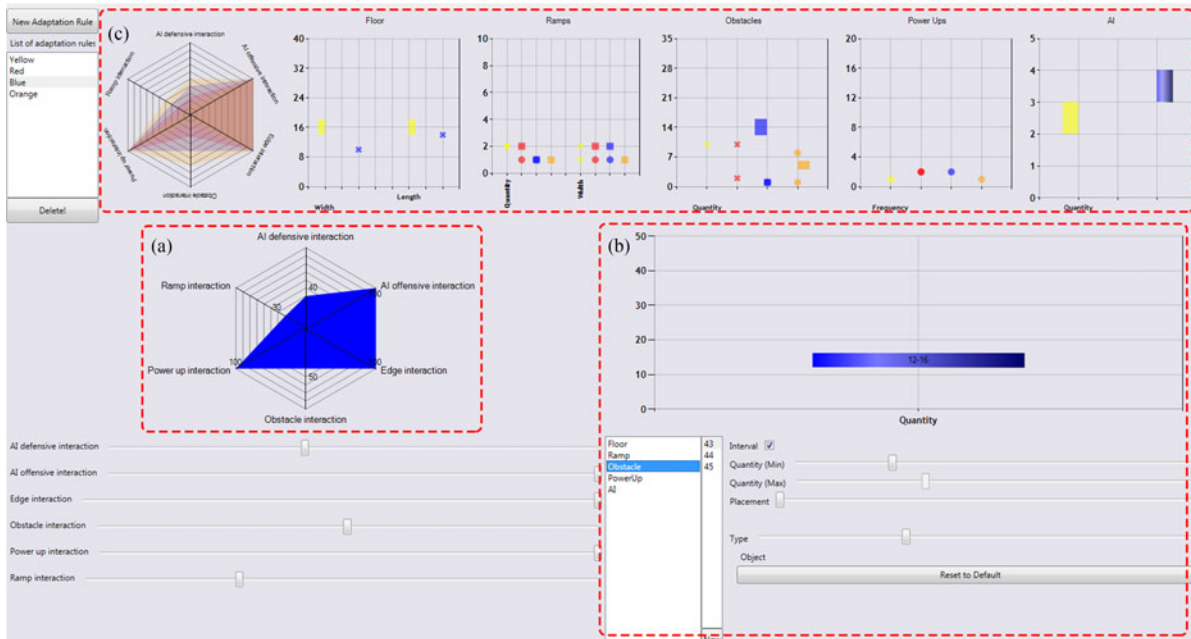 New Adaptation Rule
List of adaptation rules
Yellow
Red
Blue
Orange
Delete!
(c)
AI defensive interaction
AI offensive interaction
Edge interaction
Obstacle interaction
Power up interaction
Ramp interaction
Floor
40
32
24
16
8
0
Width
Length
Ramps
10
8
6
4
2
0
Quantity
Width
Obstacles
35
28
21
14
7
0
Quantity
Power Ups
20
16
12
8
4
0
Frequency
AI
5
4
3
2
1
0
Quantity
(a)
AI defensive interaction
Ramp interaction
AI offensive interaction
40
30
100
50
Power up interaction
Edge interaction
Obstacle interaction
(b)
50
40
30
20
10
0
12-16
Quantity
AI defensive interaction
AI offensive interaction
Edge interaction
Obstacle interaction
Power up interaction
Ramp interaction
Floor
Ramp
Obstacle
PowerUp
AI
43
44
45
Interval
Quantity (Min)
Quantity (Max)
Placement
Type
Object
Reset to Default